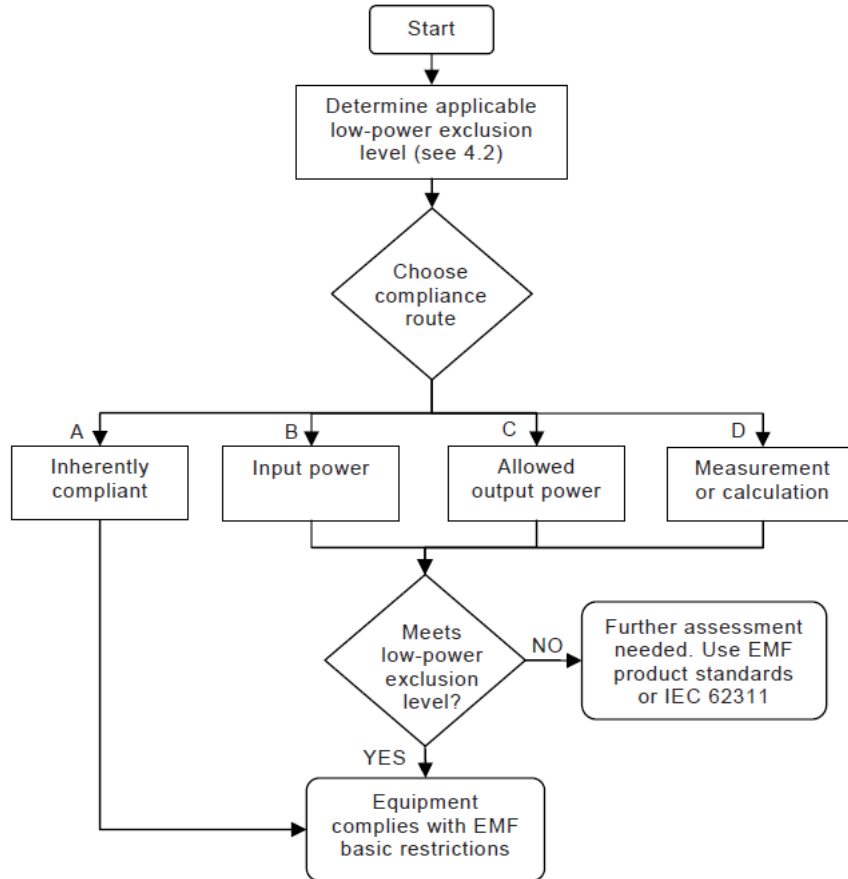 Start
Determine applicable
low-power exclusion
level (see 4.2)
Choose
compliance
route
A
Inherently
compliant
B
Input power
C
Allowed
output power
D
Measurement
or calculation
Meets
low-power
exclusion
level?
NO
Further assessment
needed. Use EMF
product standards
or IEC 62311
YES
Equipment
complies with EMF
basic restrictions